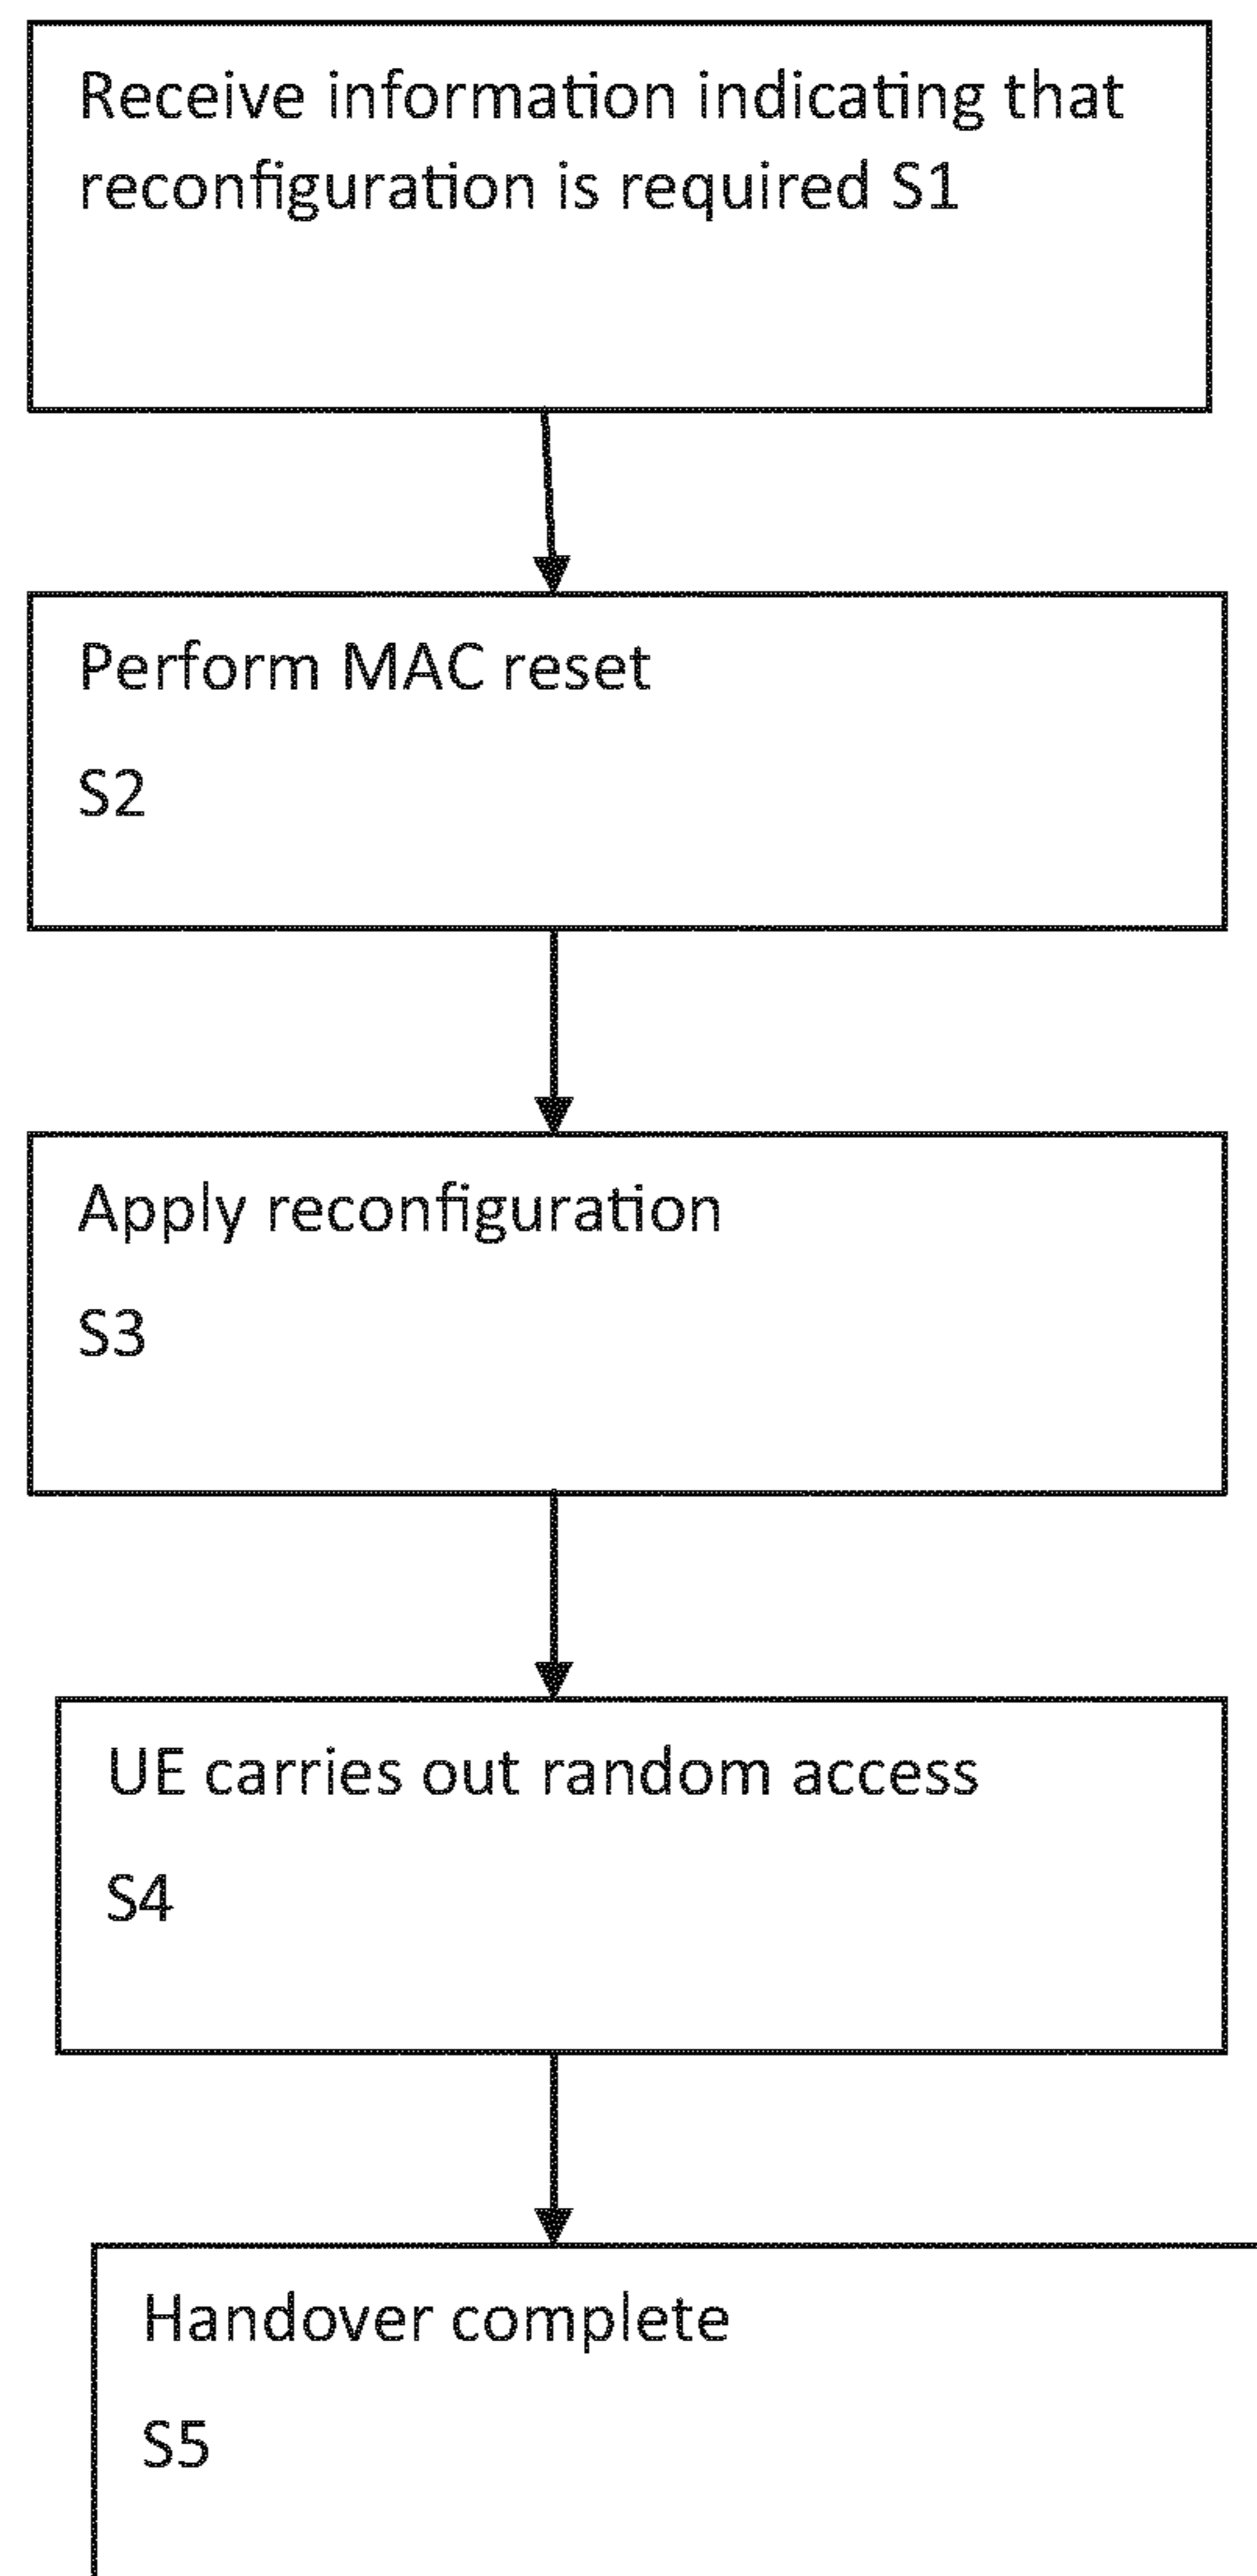 Receive information indicating that
reconfiguration is required S1
Perform MAC reset
S2
Apply reconfiguration
S3
UE carries out random access
S4
Handover complete
S5